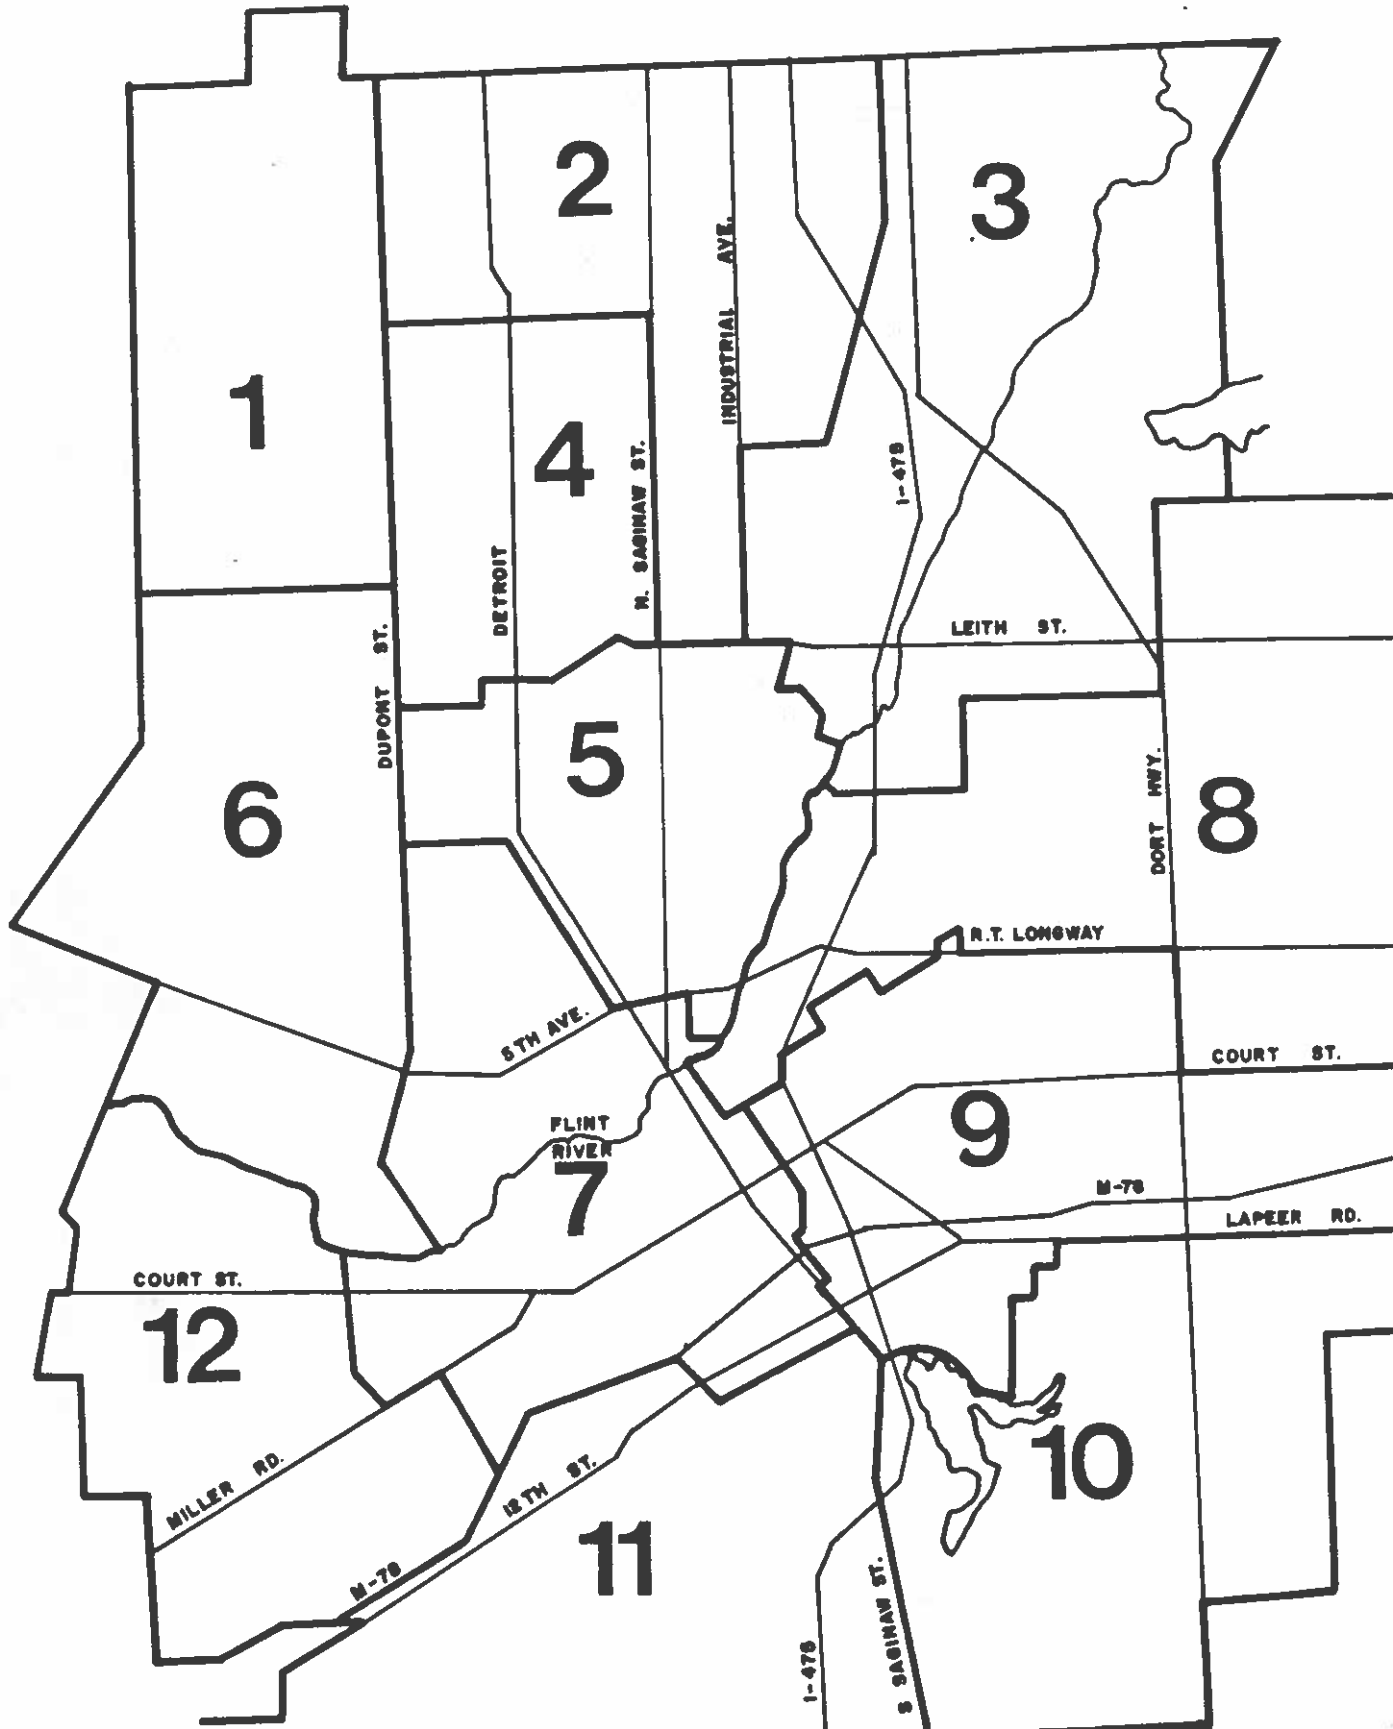 2
3
INDUSTRIAL AVE.
1
4
N. SAGINAW ST.
I-475
DETROIT
LEITH ST.
DUPONT ST.
5
6
DORT HWY.
8
R.T. LONGWAY
5TH AVE.
COURT ST.
FLINT
RIVER
9
7
M-78
LAPEER RD.
COURT ST.
12
10
MILLER RD.
12TH ST.
11
M-78
S SAGINAW ST.
I-475